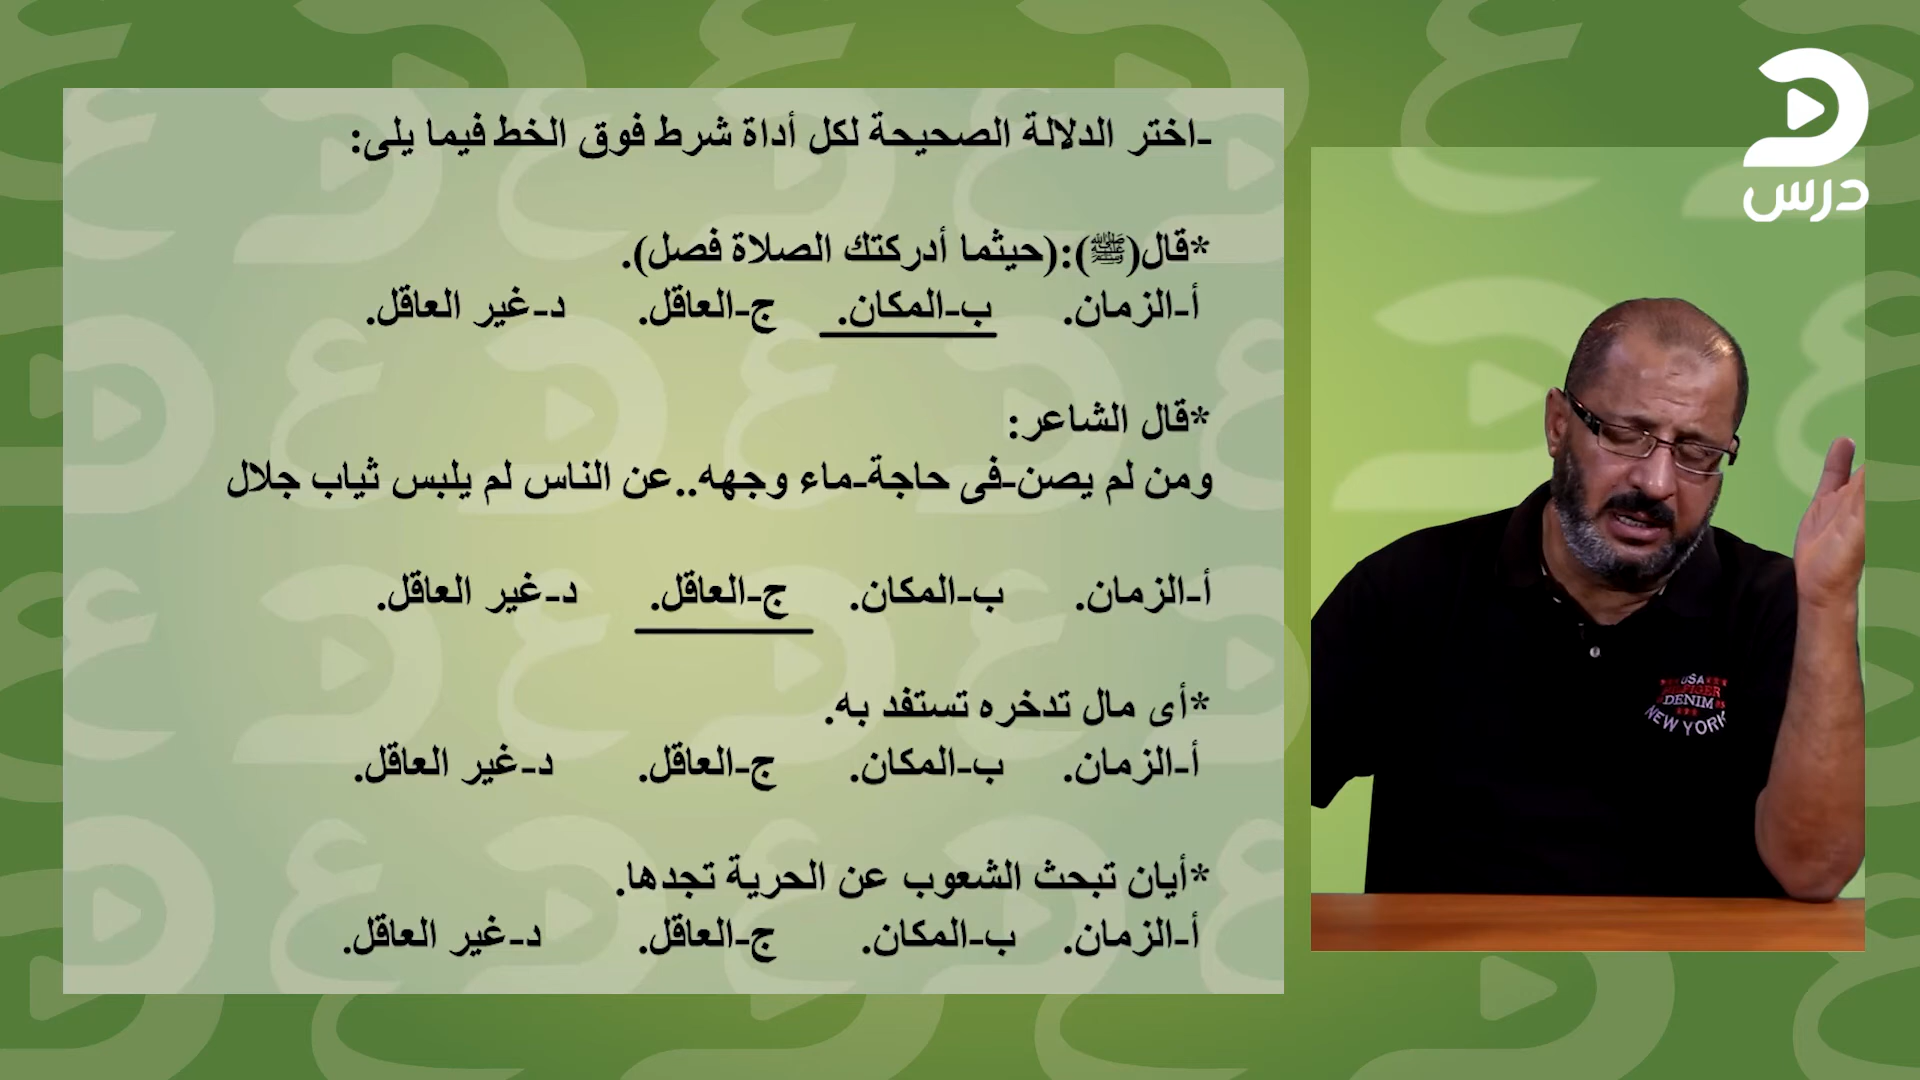 -اختر الدلالة الصحيحة لكل أداة شرط فوق الخط فيما يلى:
*قال(ﷺ):(حيثما أدركتك الصلاة فصل).
أ-الزمان. ب-المكان. ج-العاقل. د-غير العاقل.
*قال الشاعر:
ومن لم يصن-فى حاجة-ماء وجهه..عن الناس لم يلبس ثياب جلال
أ-الزمان. ب-المكان. ج-العاقل. د-غير العاقل.
*أى مال تدخره تستفد به.
أ-الزمان. ب-المكان. ج-العاقل. د-غير العاقل.
*أيان تبحث الشعوب عن الحرية تجدها.
أ-الزمان. ب-المكان. ج-العاقل. د-غير العاقل.
درس
USA
DENIM
NEW YORK